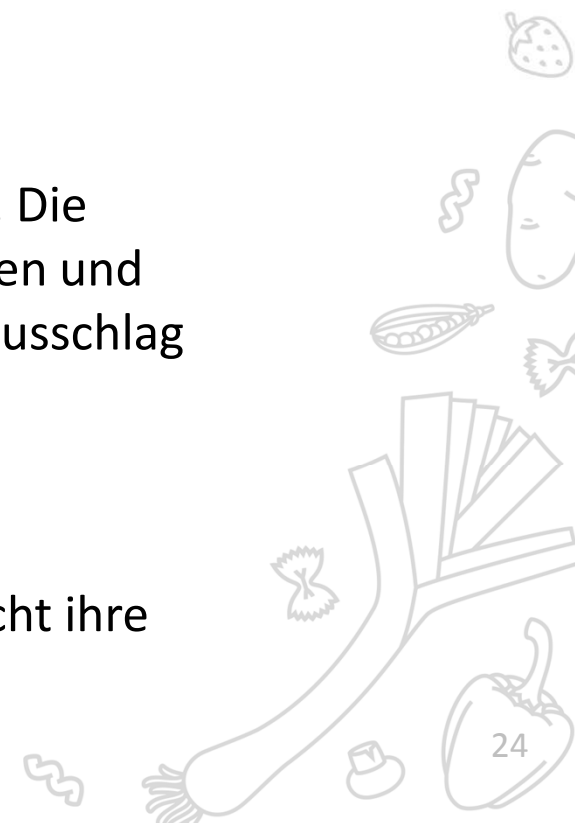 . Die
en und
usschlag
cht ihre
24